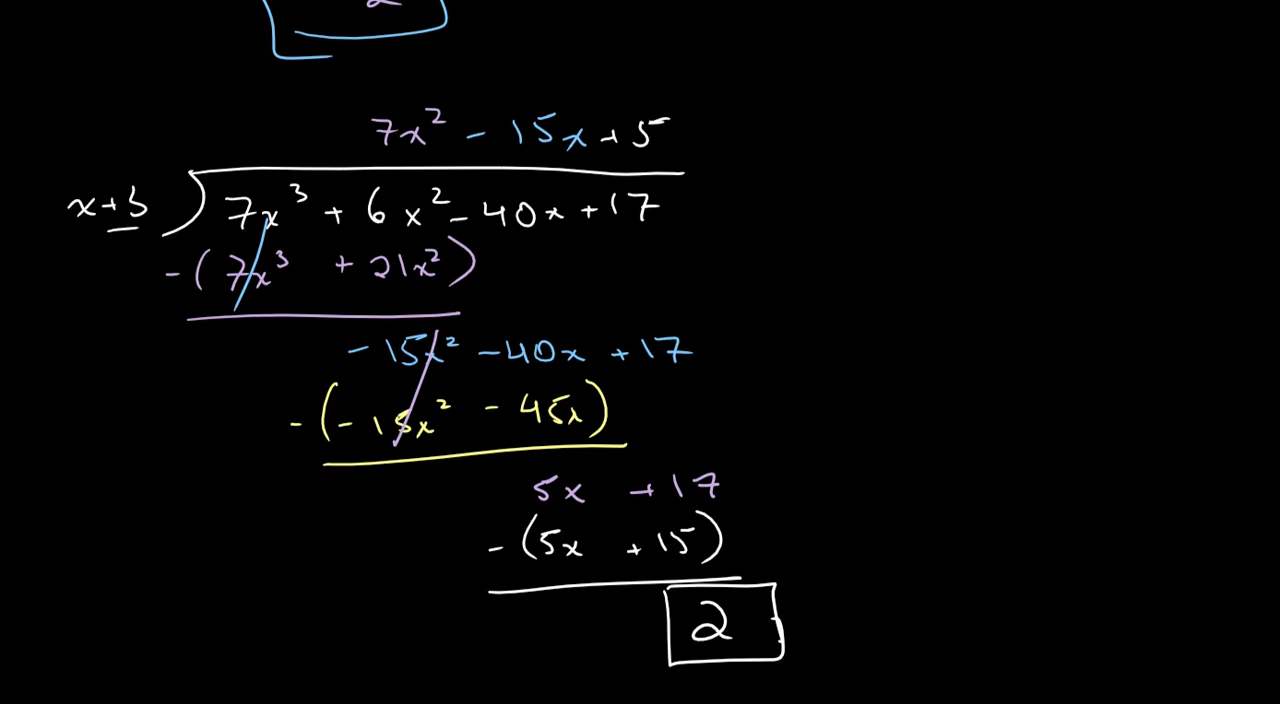 2
7x² - 15x + 5
x+3 ) 7x³ + 6x² - 40x + 17
-( 7x³ + 21x² )
-15x² - 40x + 17
-( -15x² - 45x )
5x + 17
-( 5x + 15 )
2